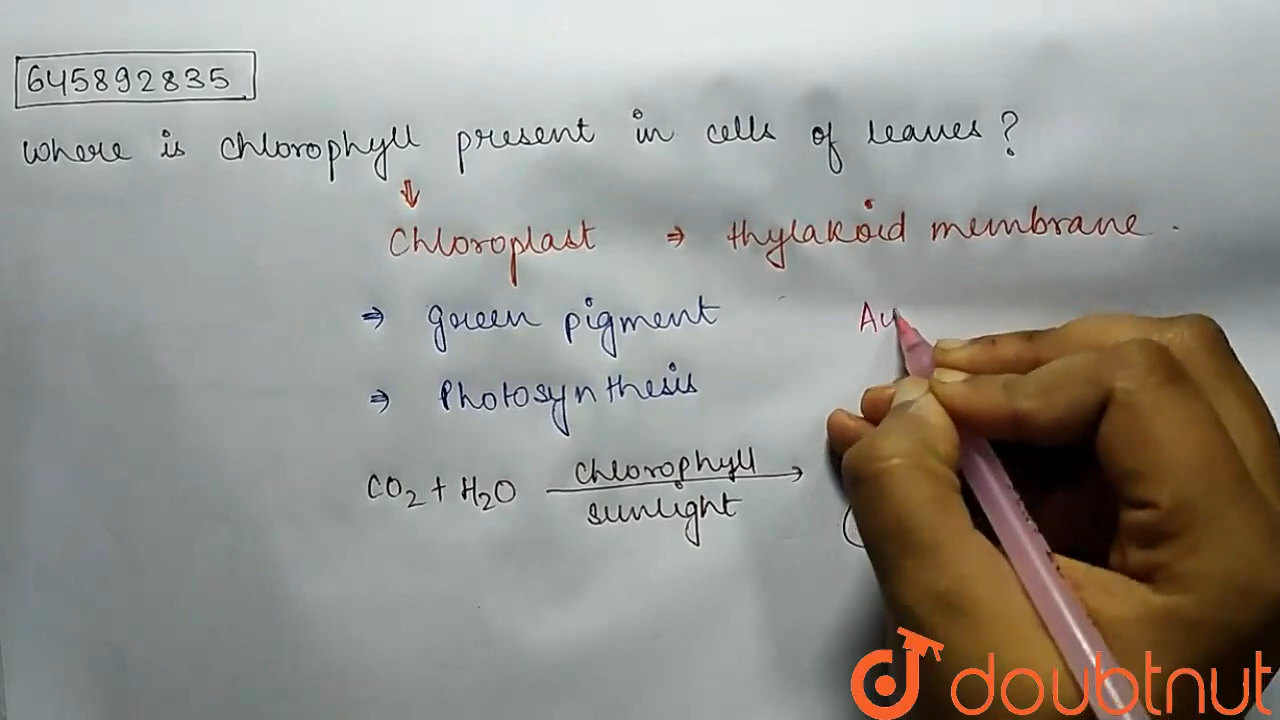 645892835
Where is chlorophyll present in cells of leaves?
⇓
Chloroplast ⇒ thylakoid membrane.
⇒ green pigment
Au
⇒ Photosynthesis
CO2 + H2O chlorophyll →
sunlight
doubtnut